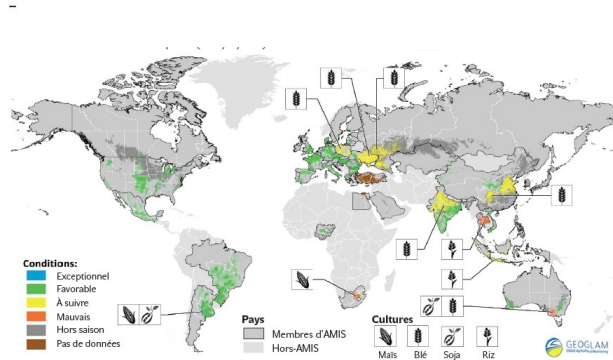 Conditions:
Exceptionnel
Favorable
À suivre
Mauvais
Hors saison
Pas de données
Pays
Membres d'AMIS
Hors-AMIS
Cultures
Maïs
Blé
Soja
Riz
GEOGLAM